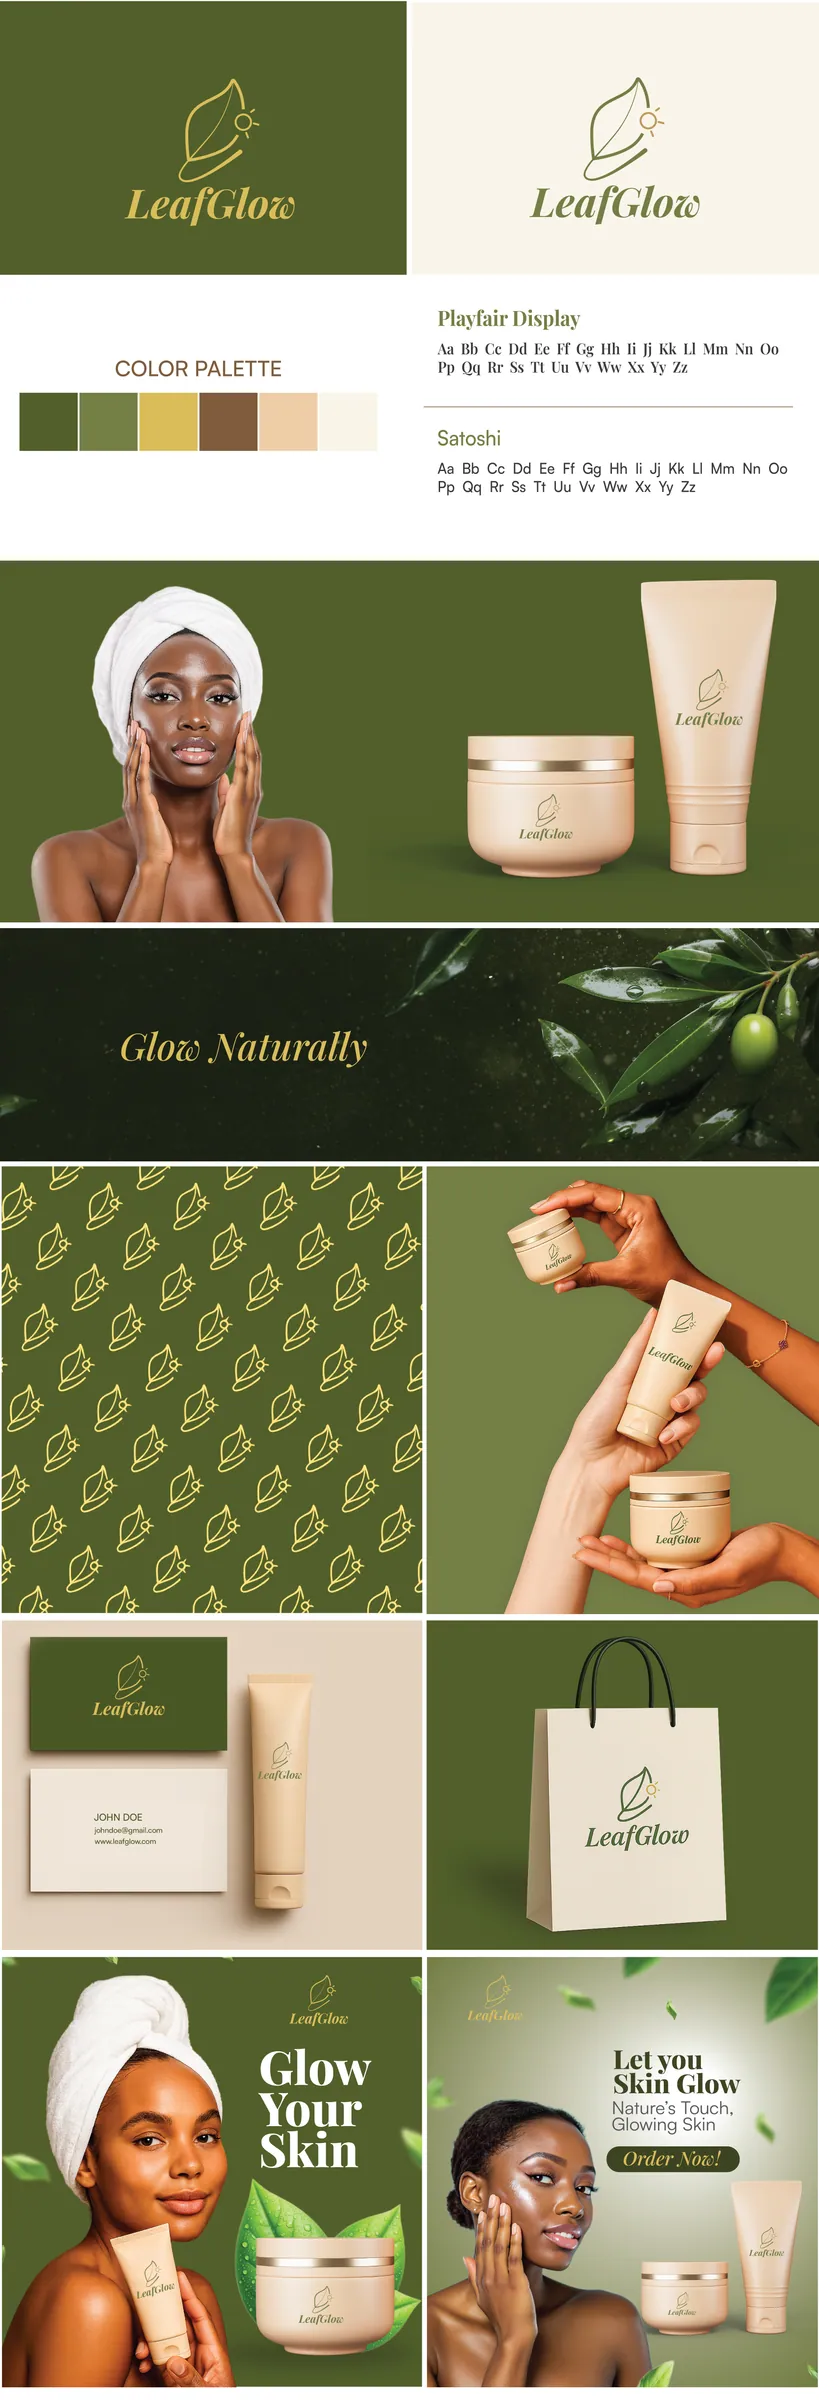 LeafGlow
LeafGlow
COLOR PALETTE
Playfair Display
Aa Bb Cc Dd Ee Ff Gg Hh Ii Jj Kk Ll Mm Nn Oo
Pp Qq Rr Ss Tt Uu Vv Ww Xx Yy Zz
Satoshi
Aa Bb Cc Dd Ee Ff Gg Hh Ii Jj Kk Ll Mm Nn Oo
Pp Qq Rr Ss Tt Uu Vv Ww Xx Yy Zz
LeafGlow
LeafGlow
Glow Naturally
LeafGlow
LeafGlow
LeafGlow
LeafGlow
LeafGlow
JOHN DOE
johndoe@gmail.com
www.leafglow.com
LeafGlow
LeafGlow
Glow
Your
Skin
LeafGlow
LeafGlow
LeafGlow
Let you
Skin Glow
Nature's Touch,
Glowing Skin
Order Now!
LeafGlow
LeafGlow